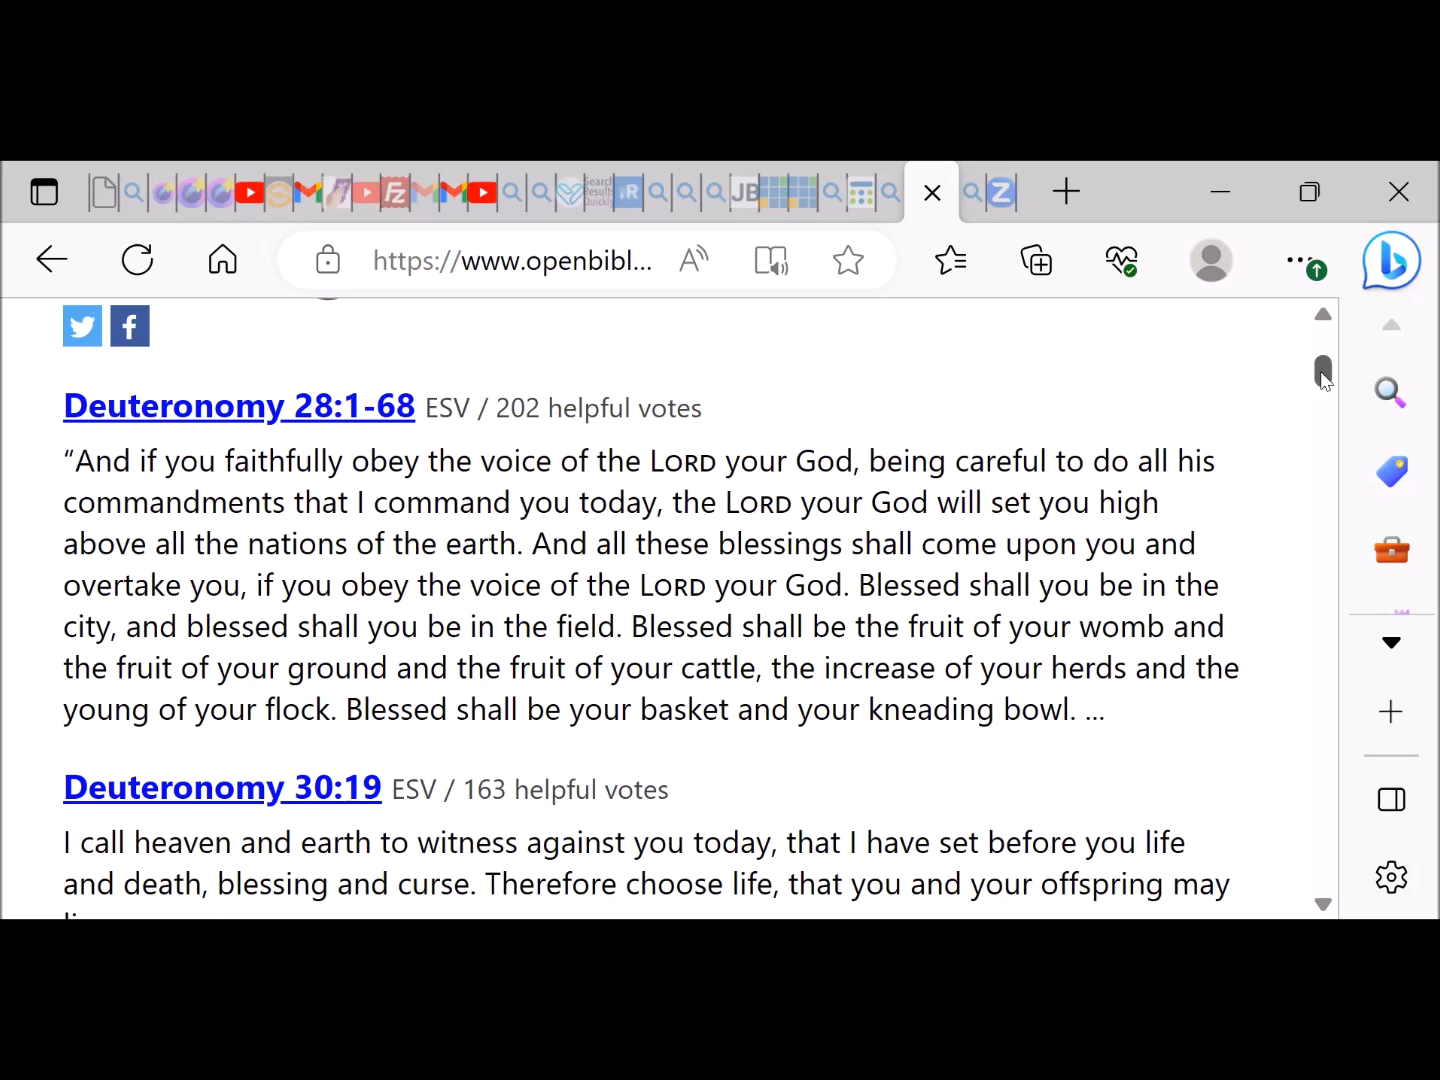 https://www.openbibl...
Deuteronomy 28:1-68 ESV / 202 helpful votes
“And if you faithfully obey the voice of the LORD your God, being careful to do all his
commandments that I command you today, the LORD your God will set you high
above all the nations of the earth. And all these blessings shall come upon you and
overtake you, if you obey the voice of the LORD your God. Blessed shall you be in the
city, and blessed shall you be in the field. Blessed shall be the fruit of your womb and
the fruit of your ground and the fruit of your cattle, the increase of your herds and the
young of your flock. Blessed shall be your basket and your kneading bowl. ...
Deuteronomy 30:19 ESV / 163 helpful votes
I call heaven and earth to witness against you today, that I have set before you life
and death, blessing and curse. Therefore choose life, that you and your offspring may